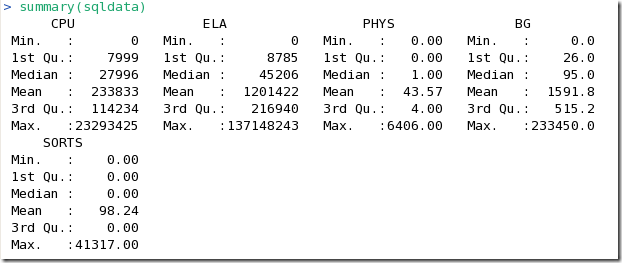 > summary(sqldata)
      CPU                ELA                 PHYS               BG
 Min.   :       0   Min.   :        0   Min.   :   0.00   Min.   :     0.0
 1st Qu.:    7999   1st Qu.:     8785   1st Qu.:   0.00   1st Qu.:    26.0
 Median :   27996   Median :    45206   Median :   1.00   Median :    95.0
 Mean   :  233833   Mean   :  1201422   Mean   :  43.57   Mean   :  1591.8
 3rd Qu.:  114234   3rd Qu.:   216940   3rd Qu.:   4.00   3rd Qu.:   515.2
 Max.   :23293425   Max.   :137148243   Max.   :6406.00   Max.   :233450.0
     SORTS
 Min.   :    0.00
 1st Qu.:    0.00
 Median :    0.00
 Mean   :   98.24
 3rd Qu.:    0.00
 Max.   :41317.00